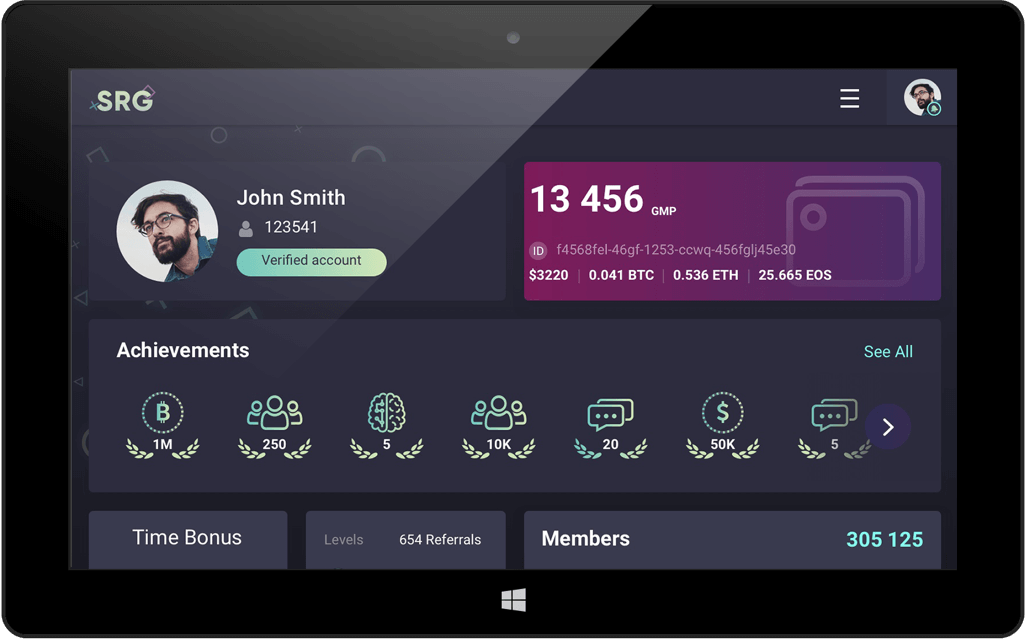 SRG
John Smith
123541
Verified account
13 456 GMP
ID f4568fel-46gf-1253-ccwq-456fglj45e30
$3220 | 0.041 BTC | 0.536 ETH | 25.665 EOS
Achievements
See All
1M 250 5 10K 20 50K 5
Time Bonus
Levels 654 Referrals
Members 305 125